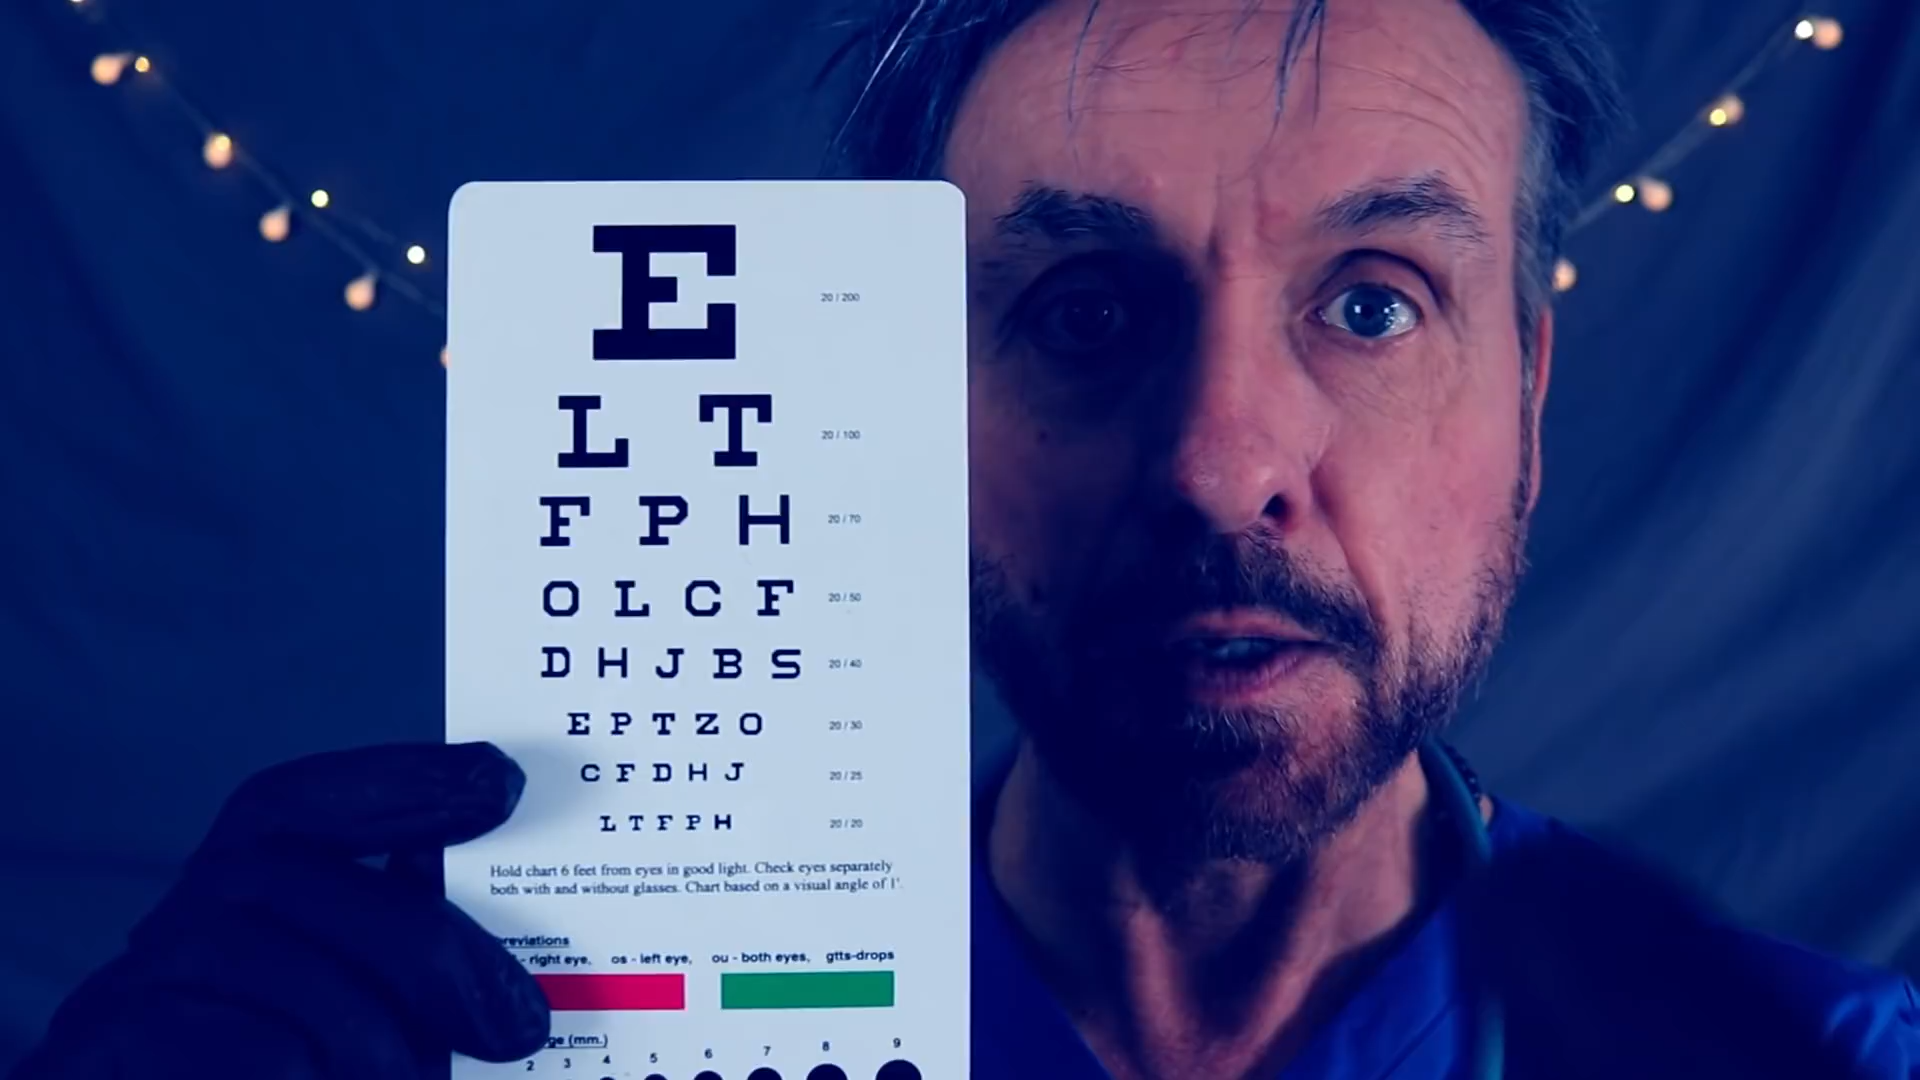 E 20 / 200
L T 20 / 100
F P H 20 / 70
O L C F 20 / 50
D H J B S 20 / 40
E P T Z O 20 / 30
C F D H J 20 / 25
L T F P H 20 / 20
Hold chart 6 feet from eyes in good light. Check eyes separately
both with and without glasses. Chart based on a visual angle of 1'.
reviations
- right eye, os - left eye, ou - both eyes, gtts-drops
ge (mm.)
2 3 4 5 6 7 8 9